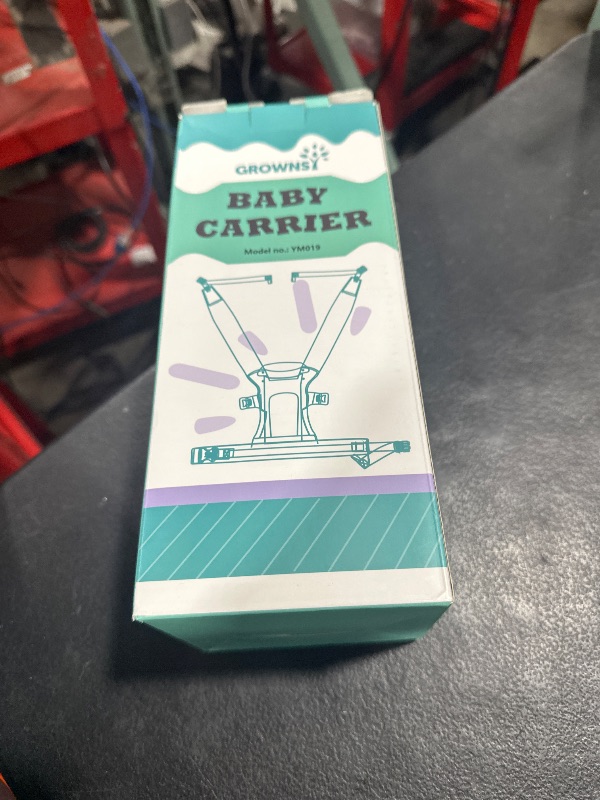 GROWNSY
BABY
CARRIER
Model no.: YM019